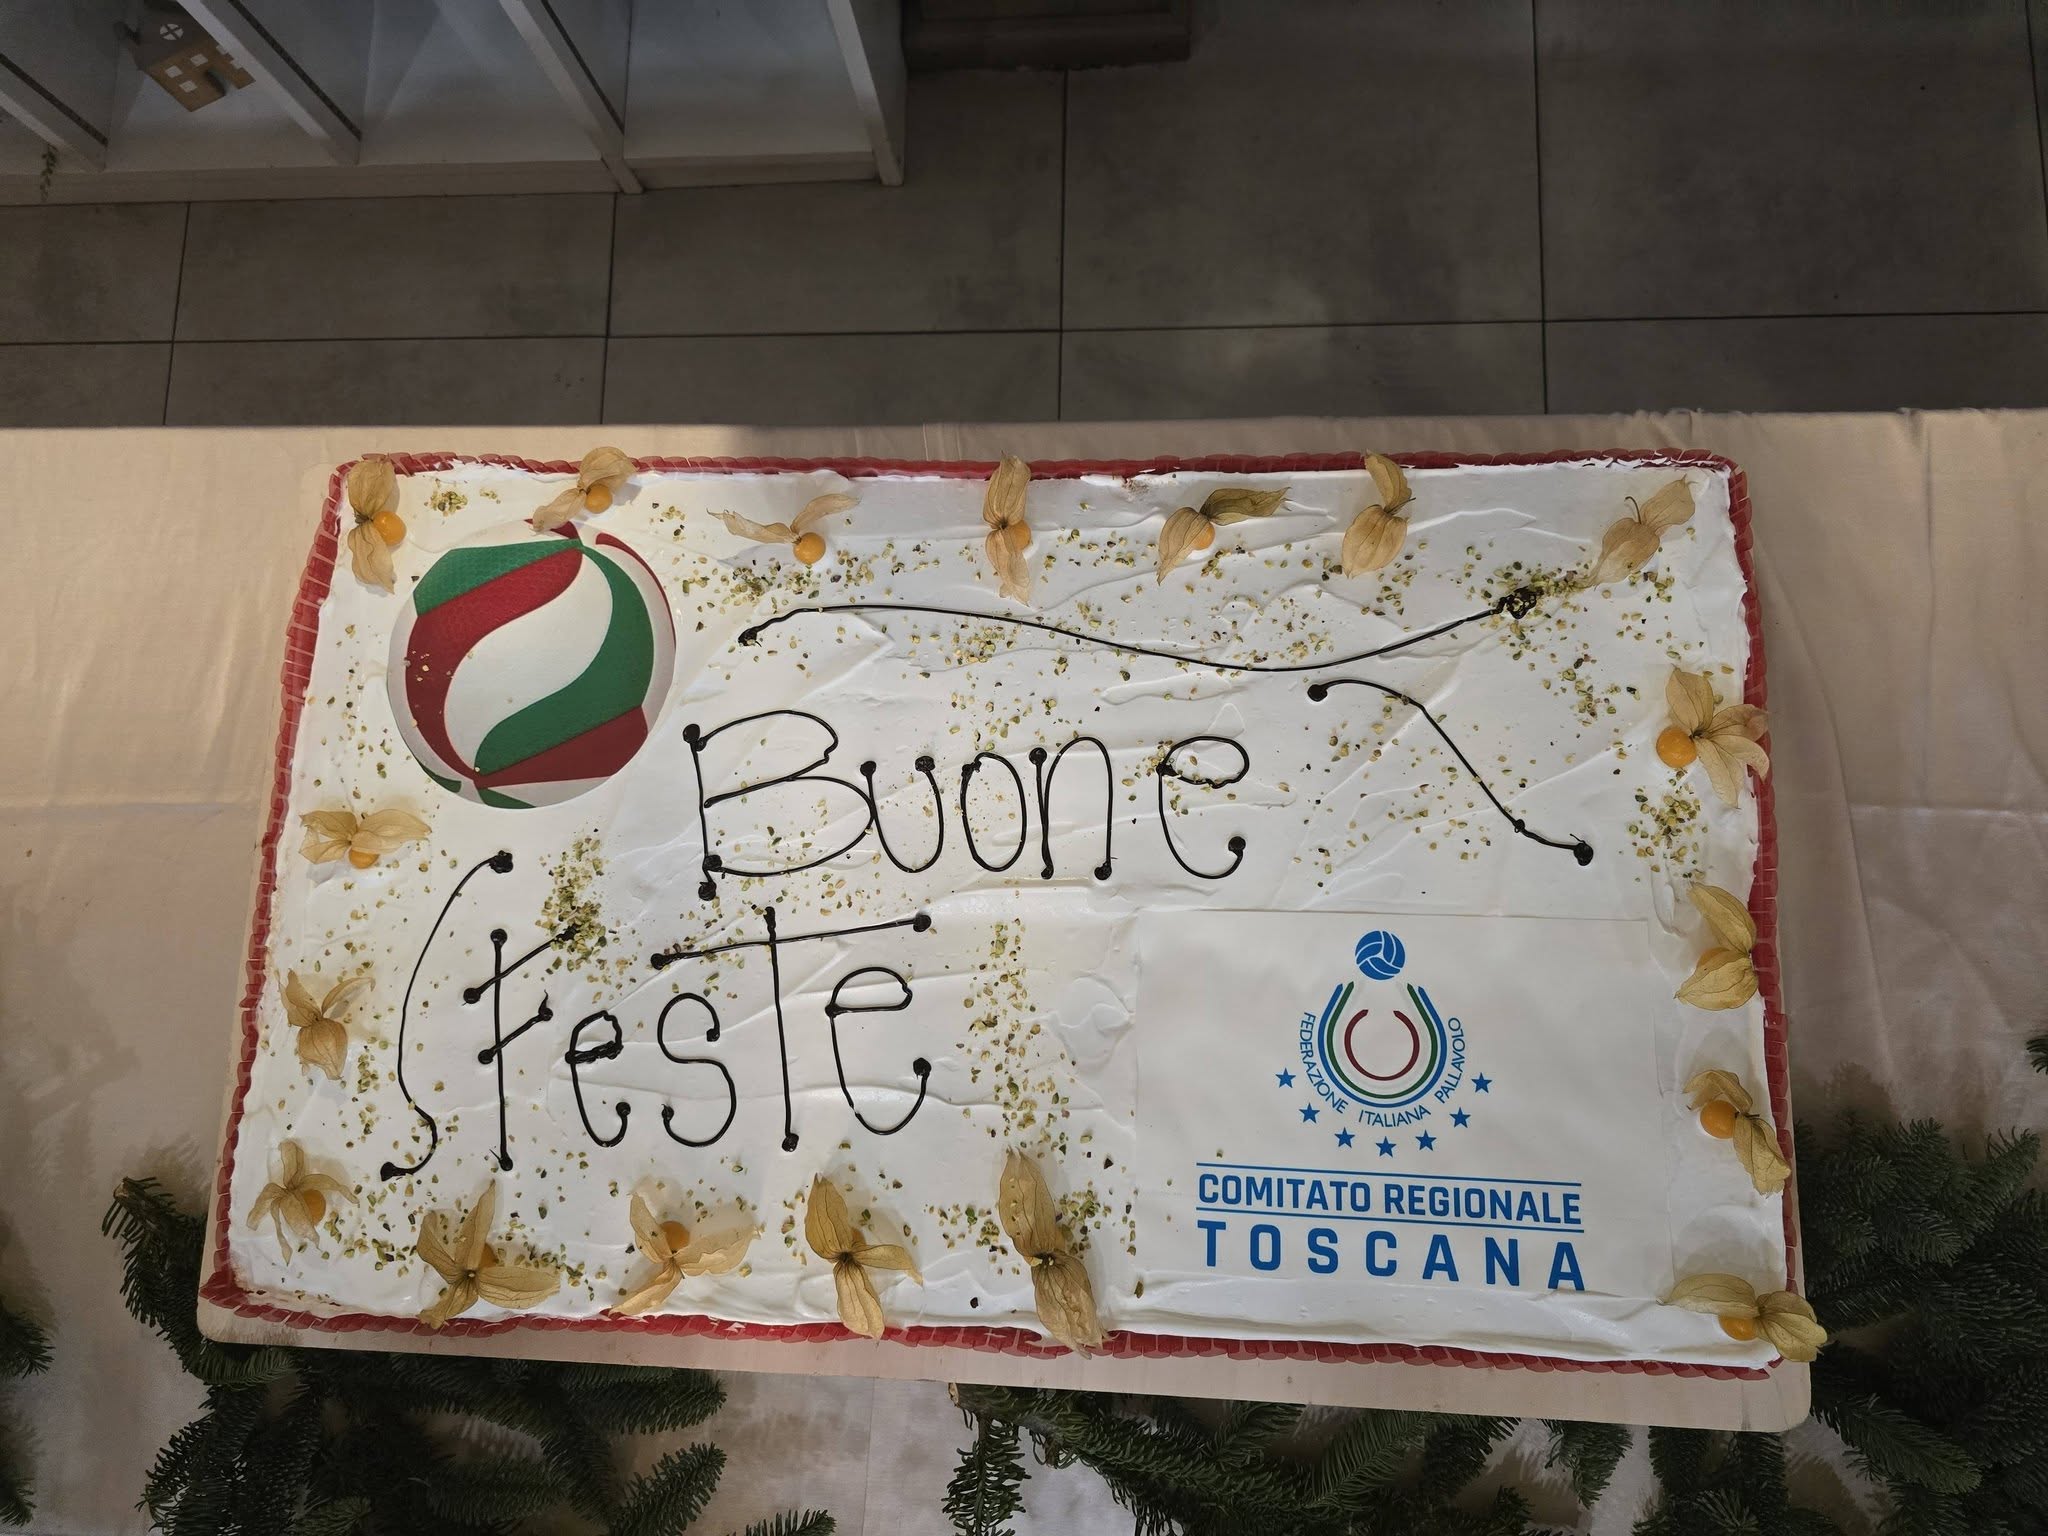 Buone
Feste
FEDERAZIONE ITALIANA PALLAVOLO
COMITATO REGIONALE
TOSCANA